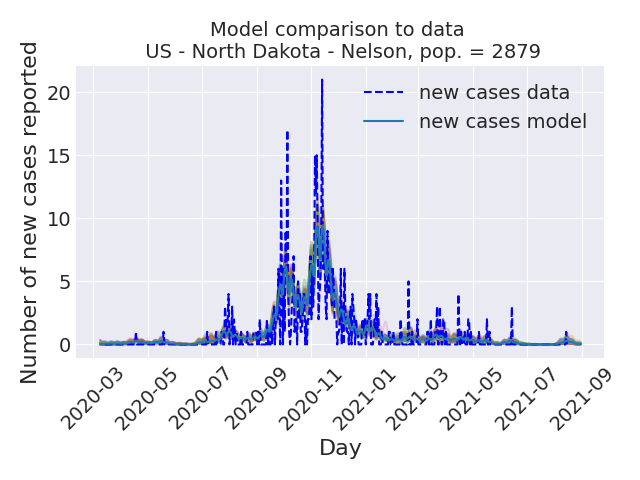 Model comparison to data
US - North Dakota - Nelson, pop. = 2879
Number of new cases reported
20
15
10
5
0
new cases data
new cases model
2020-03
2020-05
2020-07
2020-09
2020-11
2021-01
2021-03
2021-05
2021-07
2021-09
Day